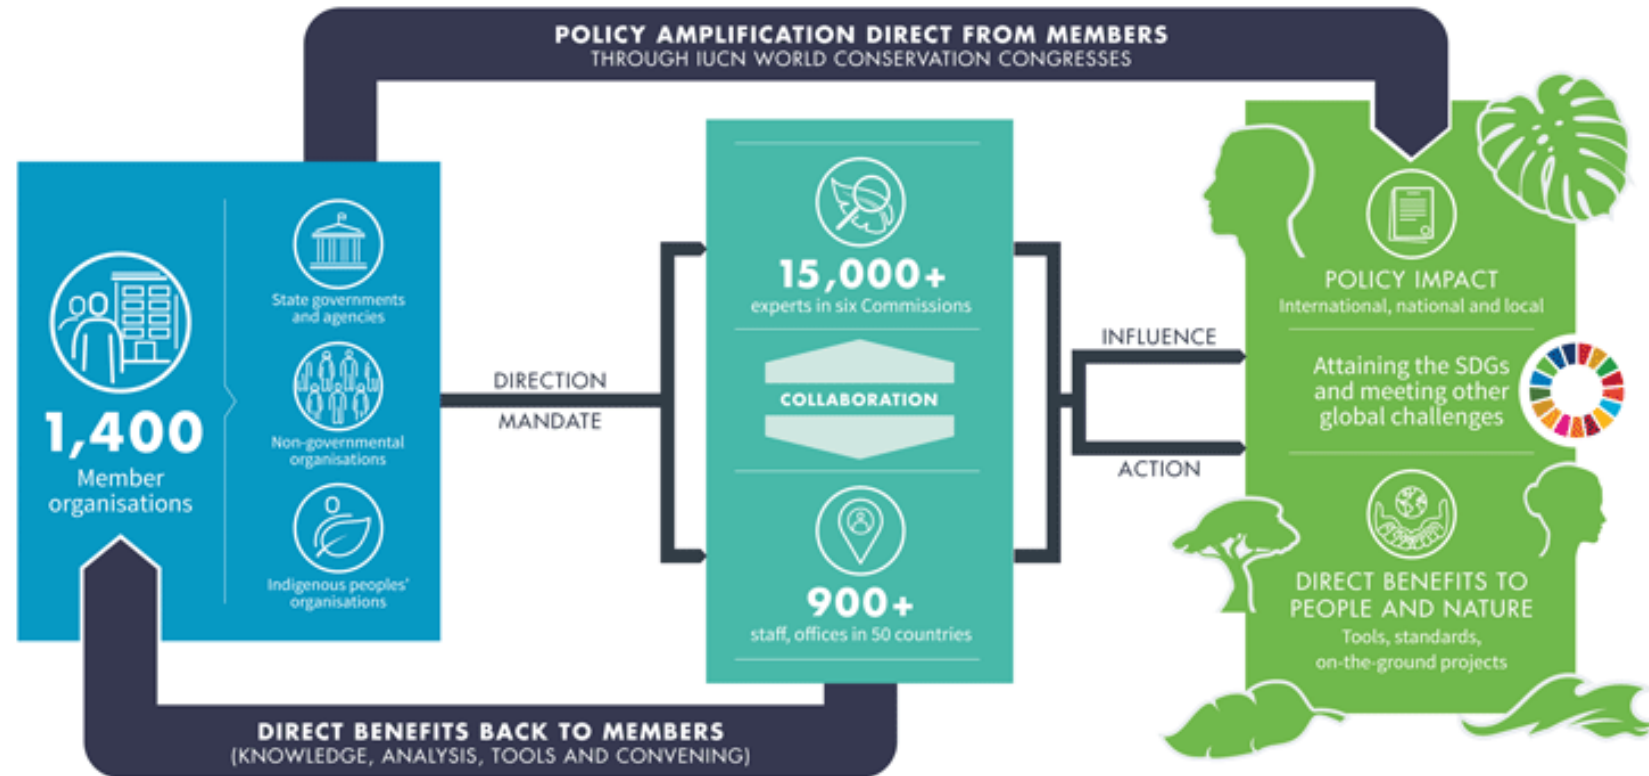 POLICY AMPLIFICATION DIRECT FROM MEMBERS
THROUGH IUCN WORLD CONSERVATION CONGRESSES
1,400
Member
organisations
State governments
and agencies
Non-governmental
organisations
Indigenous peoples'
organisations
DIRECTION
MANDATE
15,000+
experts in six Commissions
COLLABORATION
900+
staff, offices in 50 countries
INFLUENCE
ACTION
POLICY IMPACT
International, national and local
Attaining the SDGs
and meeting other
global challenges
DIRECT BENEFITS TO
PEOPLE AND NATURE
Tools, standards,
on-the-ground projects
DIRECT BENEFITS BACK TO MEMBERS
(KNOWLEDGE, ANALYSIS, TOOLS AND CONVENING)